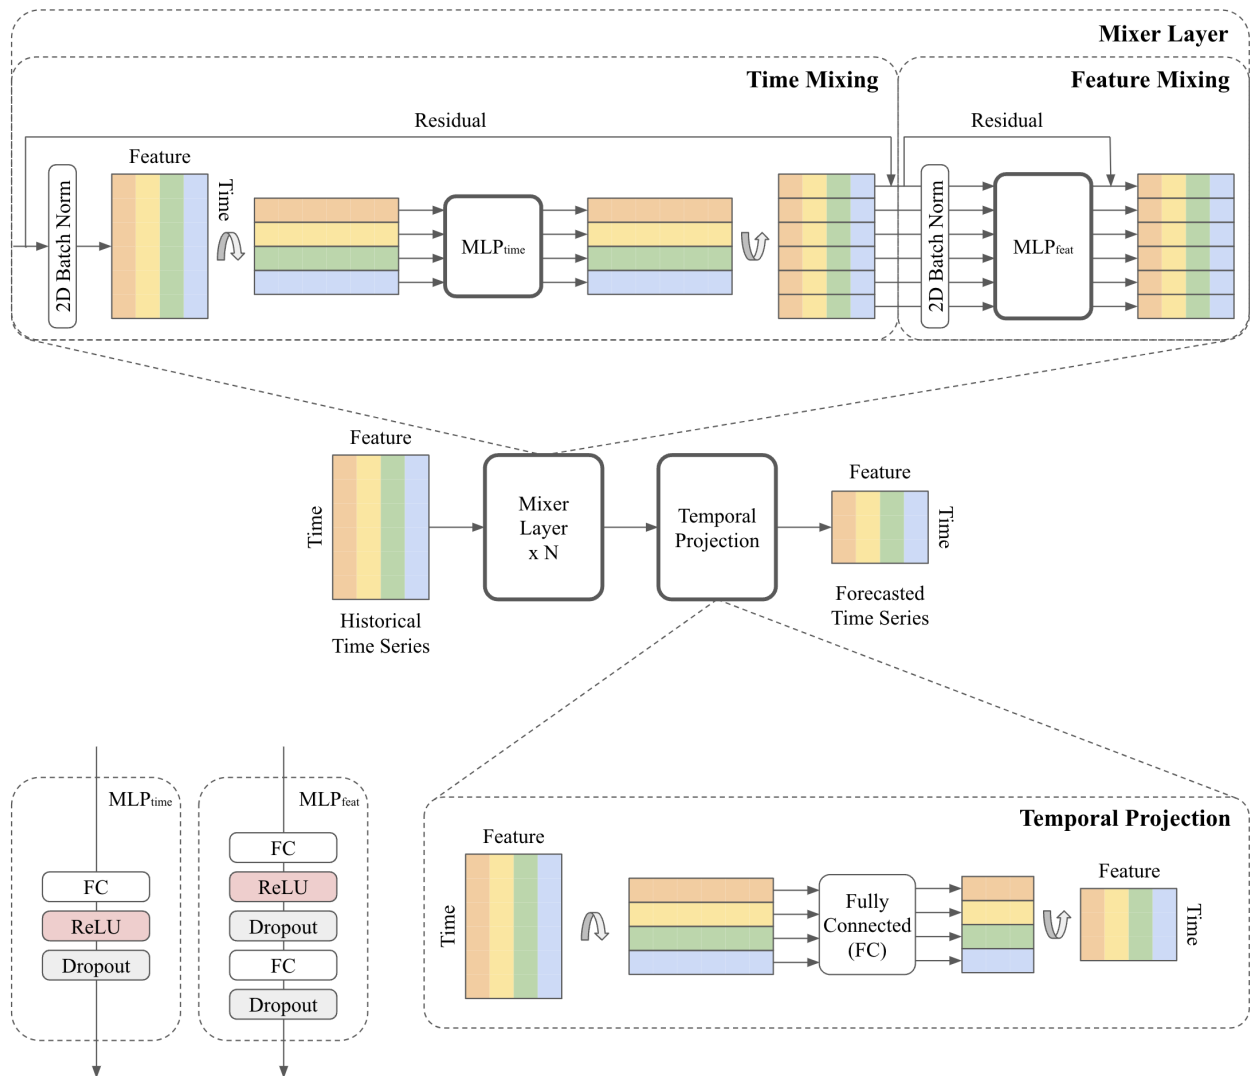 Mixer Layer
Time Mixing
Feature Mixing
Residual
Residual
Feature
Time
2D Batch Norm
MLPtime
2D Batch Norm
MLPfeat
Feature
Time
Historical
Time Series
Mixer
Layer
x N
Temporal
Projection
Feature
Time
Forecasted
Time Series
MLPtime
FC
ReLU
Dropout
MLPfeat
FC
ReLU
Dropout
FC
Dropout
Temporal Projection
Feature
Time
Fully
Connected
(FC)
Feature
Time